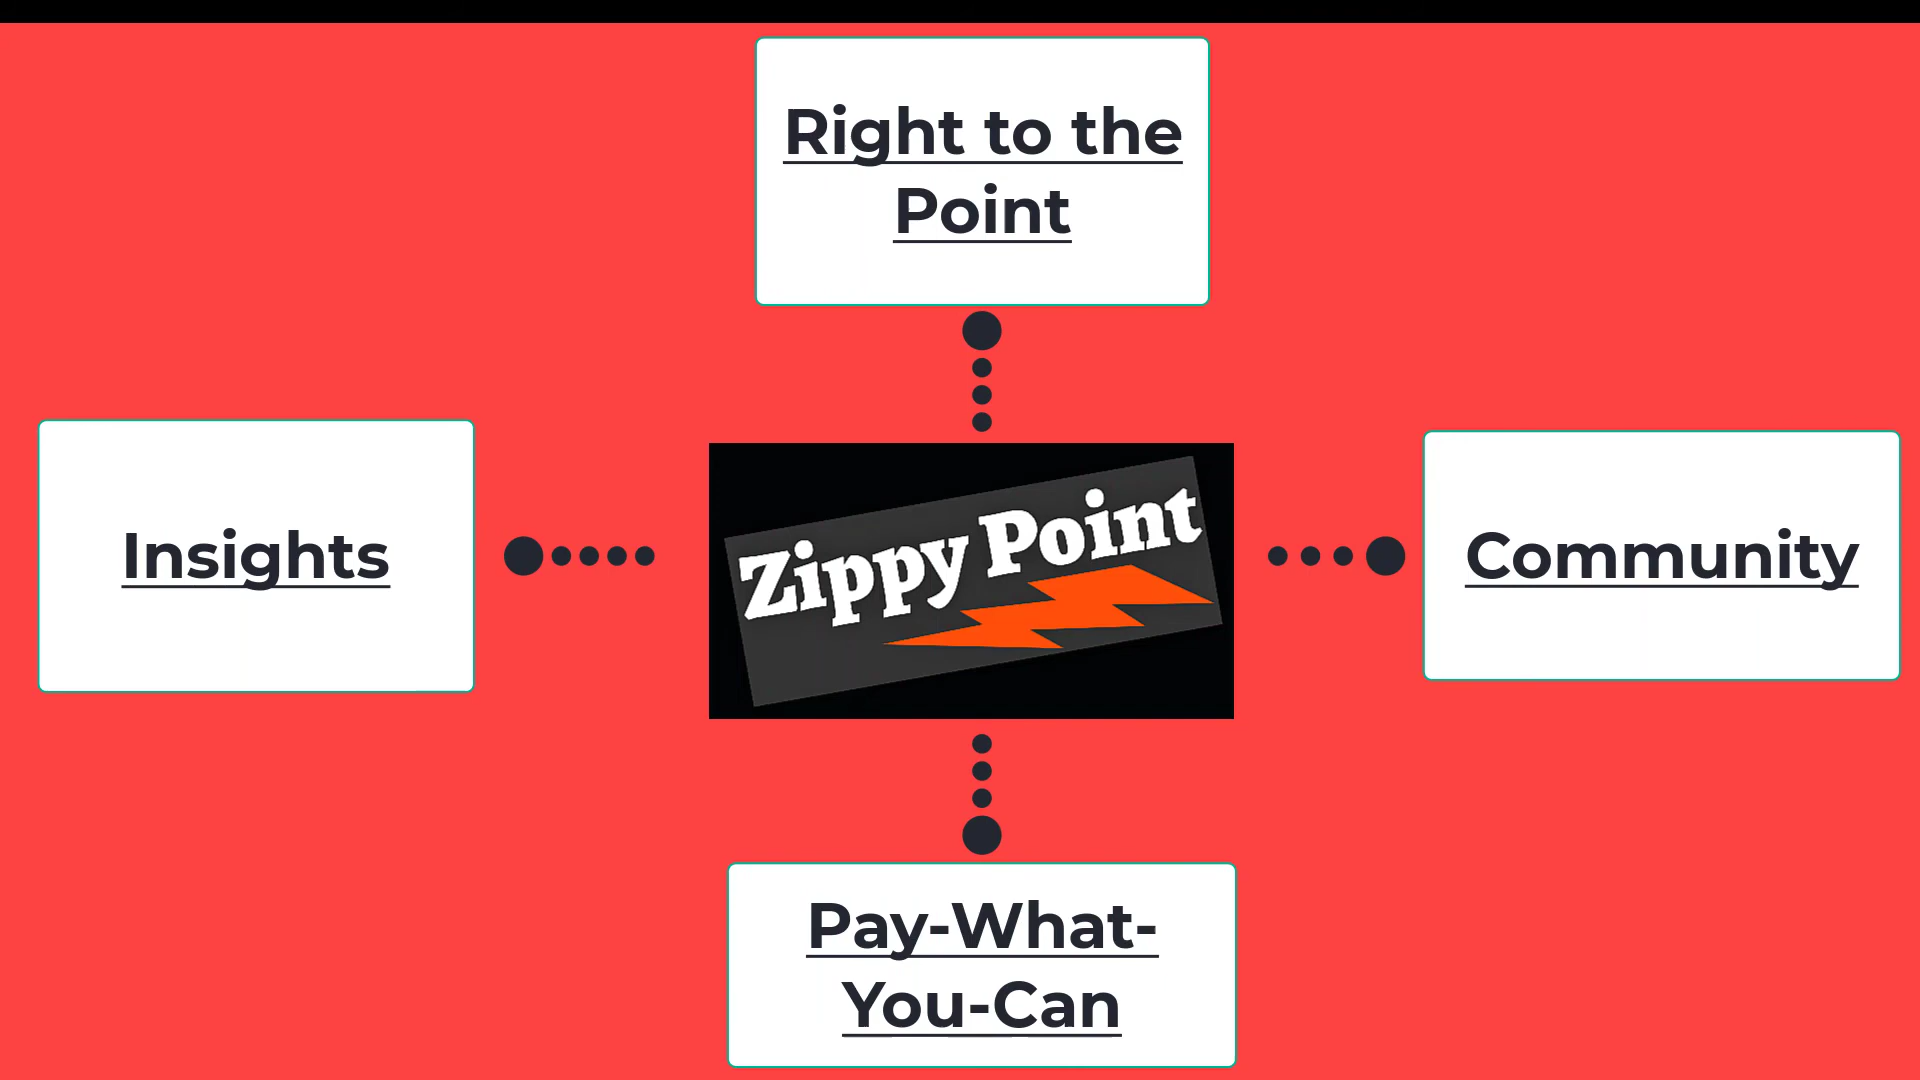 Right to the
Point
Insights
Zippy Point
Community
Pay-What-
You-Can